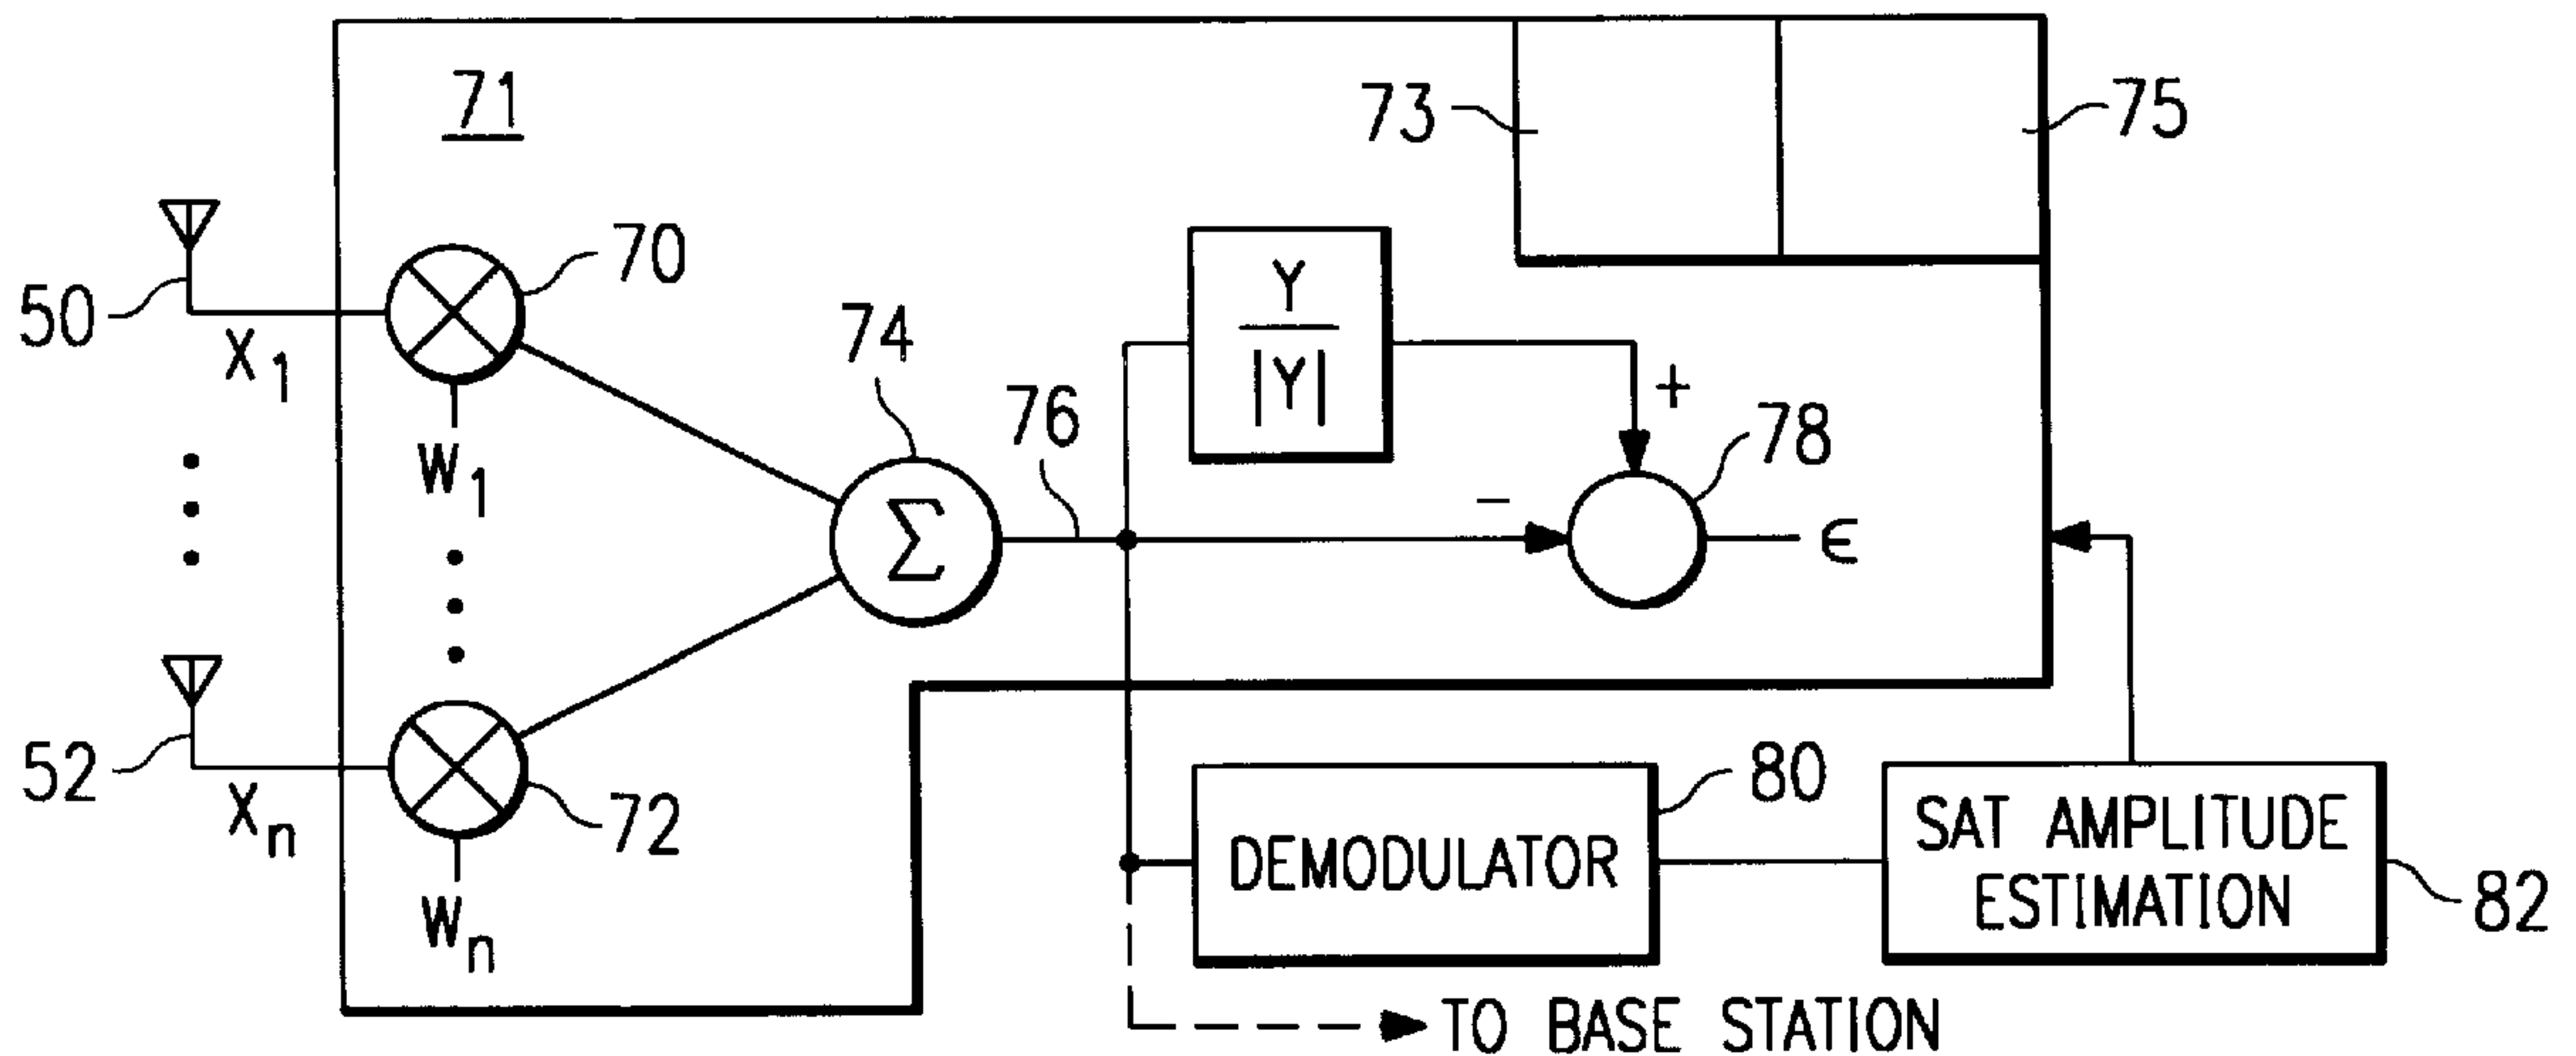 71
73
75
50
X1
70
W1
74
76
Y
|Y|
+
−
78
ϵ
Σ
52
Xn
72
Wn
80
DEMODULATOR
SAT AMPLITUDE
ESTIMATION
82
TO BASE STATION